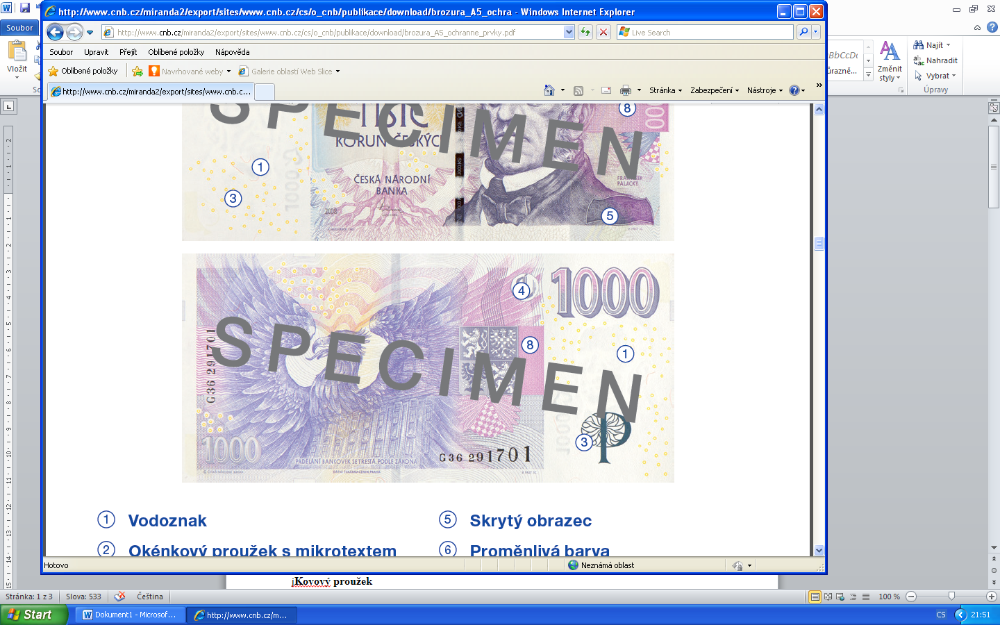 http://www.cnb.cz/miranda2/export/sites/www.cnb.cz/cs/o_cnb/publikace/download/brozura_A5_ochra - Windows Internet Explorer
http://www.cnb.cz/miranda2/export/sites/www.cnb.cz/cs/o_cnb/publikace/download/brozura_A5_ochranne_prvky.pdf
Live Search
Soubor
Soubor Upravit Přejít Oblíbené položky Nápověda
Najít
Vložit
Nahradit
Změnit styly
Vybrat
Úpravy
Oblíbené položky Navrhované weby Galerie oblastí Web Slice
http://www.cnb.cz/miranda2/export/sites/www.cnb.c...
Stránka Zabezpečení Nástroje
SPECIMEN
8
TISÍC
KORUN ČESKÝCH
1
ČESKÁ NÁRODNÍ
BANKA
FRANTIŠEK
PALACKÝ
3
2008
5
4
1000
SPECIMEN
8
G36 291701
1
3
P
1000
PADĚLÁNÍ BANKOVEK SE TRESTÁ PODLE ZÁKONA
G36 291701
1 Vodoznak
5 Skrytý obrazec
2 Okénkový proužek s mikrotextem
6 Proměnlivá barva
Hotovo
Neznámá oblast
¡Kovový proužek
Stránka: 1 z 3 Slova: 533 Čeština
100 %
Start
Dokument1 - Microsof...
http://www.cnb.cz/m...
CS
21:51